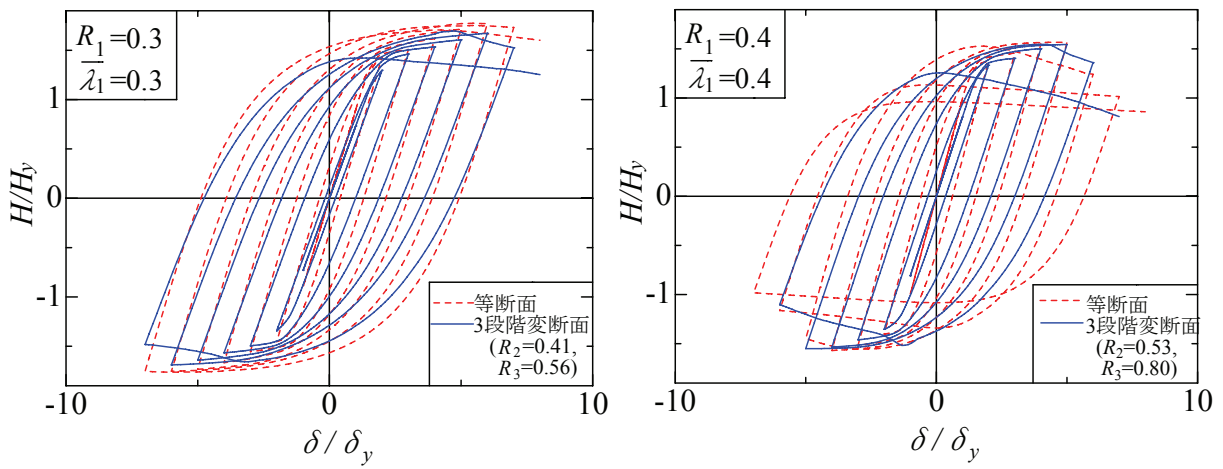 R₁=0.3
λ̄₁=0.3
H/Hy
1
0
-1
等断面
3段階変断面
(R₂=0.41,
R₃=0.56)
-10
0
10
δ / δy
R₁=0.4
λ̄₁=0.4
H/Hy
1
0
-1
等断面
3段階変断面
(R₂=0.53,
R₃=0.80)
-10
0
10
δ / δy